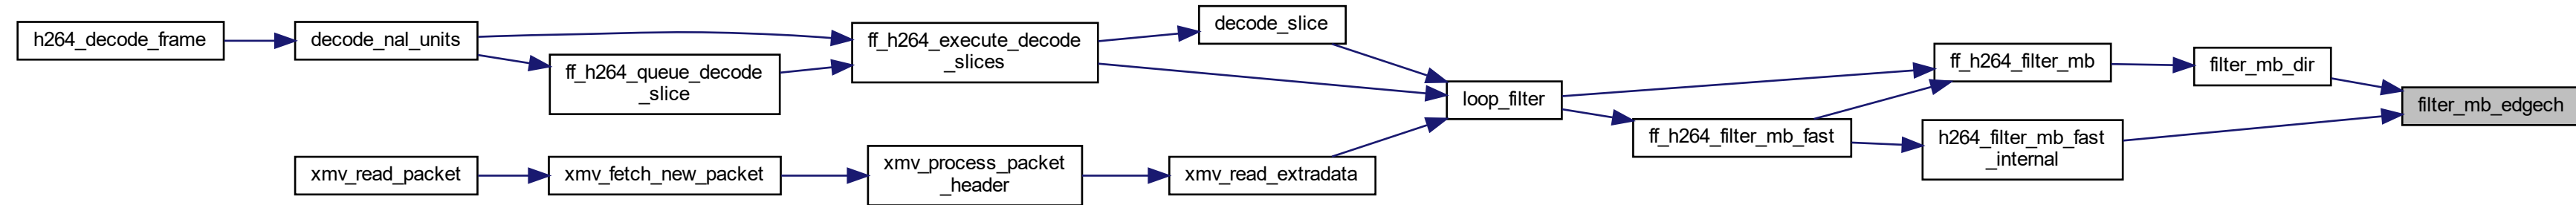 h264_decode_frame
decode_nal_units
ff_h264_queue_decode
_slice
ff_h264_execute_decode
_slices
decode_slice
loop_filter
ff_h264_filter_mb
filter_mb_dir
filter_mb_edgech
ff_h264_filter_mb_fast
h264_filter_mb_fast
_internal
xmv_read_packet
xmv_fetch_new_packet
xmv_process_packet
_header
xmv_read_extradata